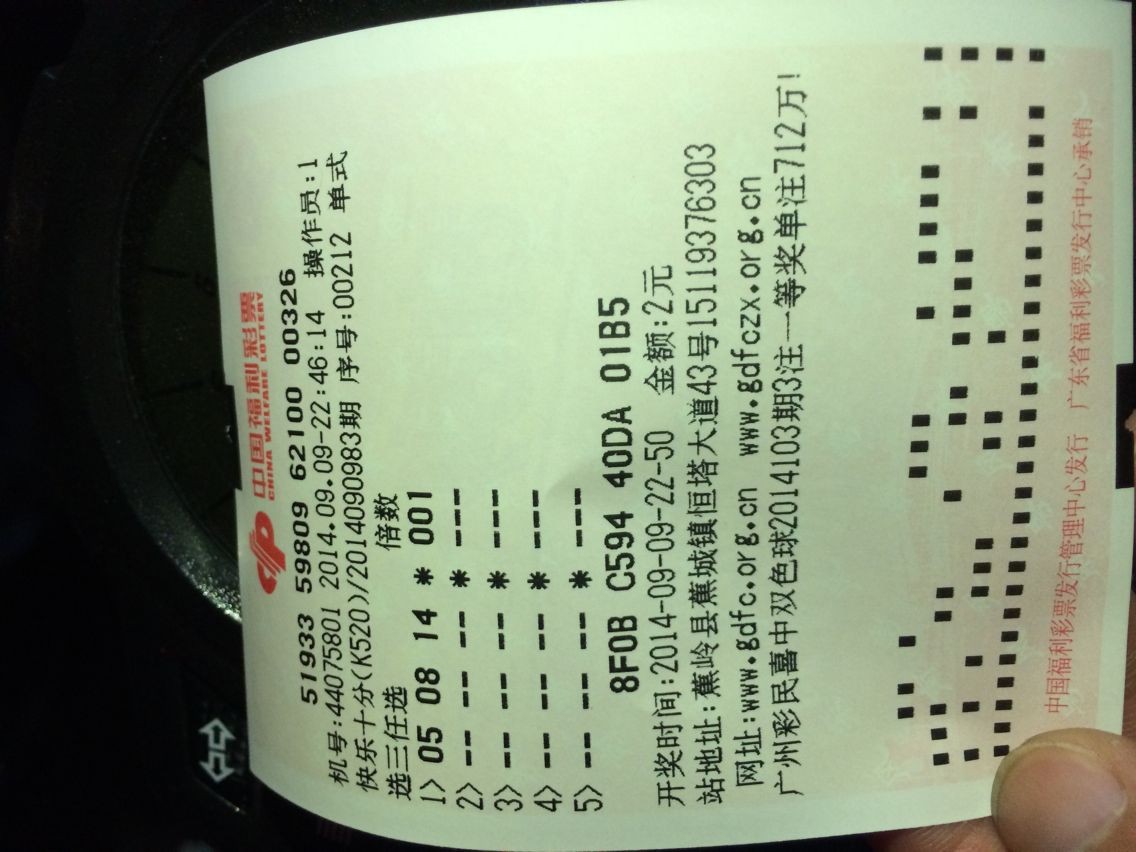 中国福利彩票
CHINA WELFARE LOTTERY
51933 59809 62100 00326
机号:44075801 2014.09.09-22:46:14 操作员:1
快乐十分(K520)/2014090983期 序号:00212 单式
选三任选 倍数
1> 05 08 14 * 001
2> -- -- -- * ---
3> -- -- -- * ---
4> -- -- -- * ---
5> -- -- -- * ---
8F0B C594 40DA 01B5
开奖时间:2014-09-09-22-50 金额:2元
站地址:蕉岭县蕉城镇恒塔大道43号15119376303
网址:www.gdfc.org.cn www.gdfczx.org.cn
广州彩民喜中双色球2014103期3注一等奖单注712万!
中国福利彩票发行管理中心发行 广东省福利彩票发行中心承销